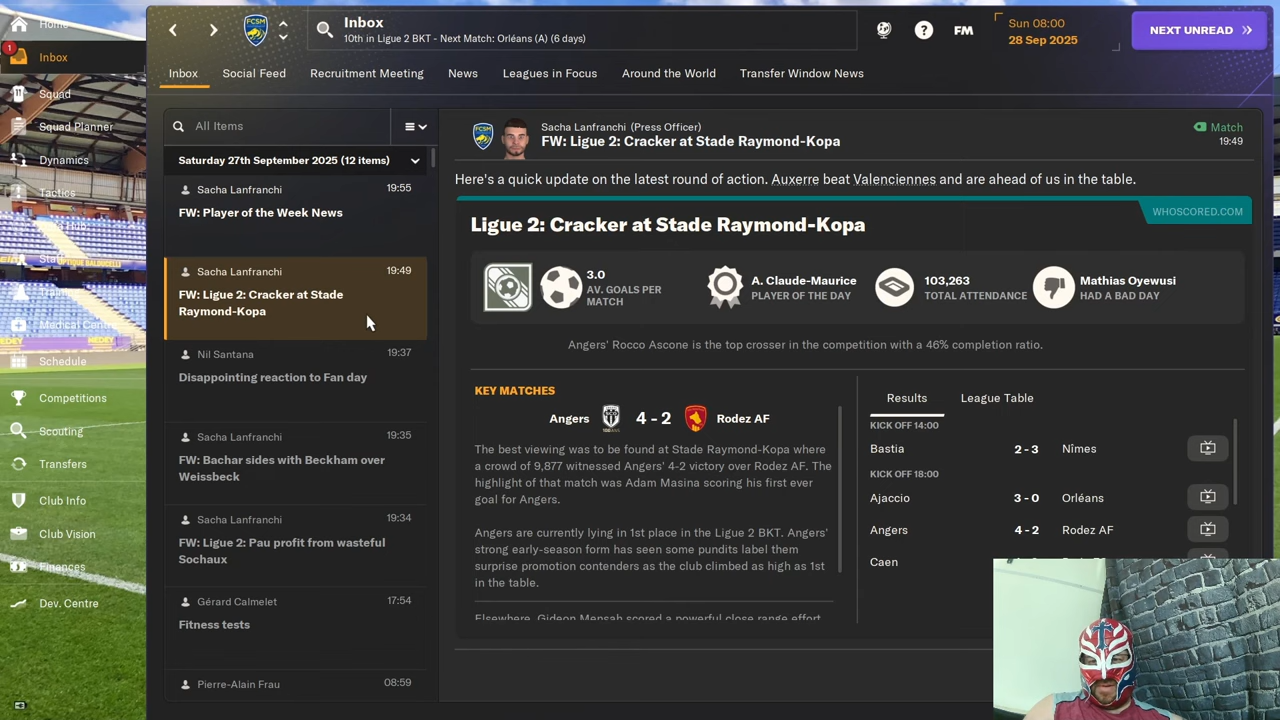 Home
FCSM
Inbox
10th in Ligue 2 BKT - Next Match: Orléans (A) (6 days)
?
FM
Sun 08:00
28 Sep 2025
NEXT UNREAD
1
Inbox
Squad
Squad Planner
Dynamics
Tactics
Medical Centre
Schedule
Competitions
Scouting
Transfers
Club Info
Club Vision
Finances
Dev. Centre
Inbox Social Feed Recruitment Meeting News Leagues in Focus Around the World Transfer Window News
All Items
Saturday 27th September 2025 (12 items)
Sacha Lanfranchi 19:55
FW: Player of the Week News
Sacha Lanfranchi 19:49
FW: Ligue 2: Cracker at Stade
Raymond-Kopa
Nil Santana 19:37
Disappointing reaction to Fan day
Sacha Lanfranchi 19:35
FW: Bachar sides with Beckham over
Weissbeck
Sacha Lanfranchi 19:34
FW: Ligue 2: Pau profit from wasteful
Sochaux
Gérard Calmelet 17:54
Fitness tests
Pierre-Alain Frau 08:59
FCSM
Sacha Lanfranchi (Press Officer)
FW: Ligue 2: Cracker at Stade Raymond-Kopa
Match
19:49
Here's a quick update on the latest round of action. Auxerre beat Valenciennes and are ahead of us in the table.
WHOSCORED.COM
Ligue 2: Cracker at Stade Raymond-Kopa
3.0
AV. GOALS PER
MATCH
A. Claude-Maurice
PLAYER OF THE DAY
103,263
TOTAL ATTENDANCE
Mathias Oyewusi
HAD A BAD DAY
Angers' Rocco Ascone is the top crosser in the competition with a 46% completion ratio.
KEY MATCHES
Angers 4 - 2 Rodez AF
The best viewing was to be found at Stade Raymond-Kopa where
a crowd of 9,877 witnessed Angers' 4-2 victory over Rodez AF. The
highlight of that match was Adam Masina scoring his first ever
goal for Angers.
Angers are currently lying in 1st place in the Ligue 2 BKT. Angers'
strong early-season form has seen some pundits label them
surprise promotion contenders as the club climbed as high as 1st
in the table.
Elsewhere, Gideon Mensah scored a powerful close range effort
Results League Table
KICK OFF 14:00
Bastia 2 - 3 Nîmes
KICK OFF 18:00
Ajaccio 3 - 0 Orléans
Angers 4 - 2 Rodez AF
Caen